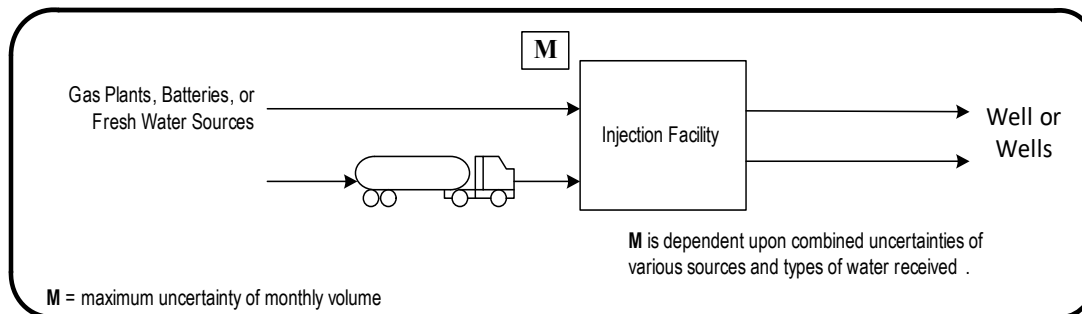 M
Gas Plants, Batteries, or
Fresh Water Sources
Injection Facility
Well or
Wells
M is dependent upon combined uncertainties of
various sources and types of water received .
M = maximum uncertainty of monthly volume